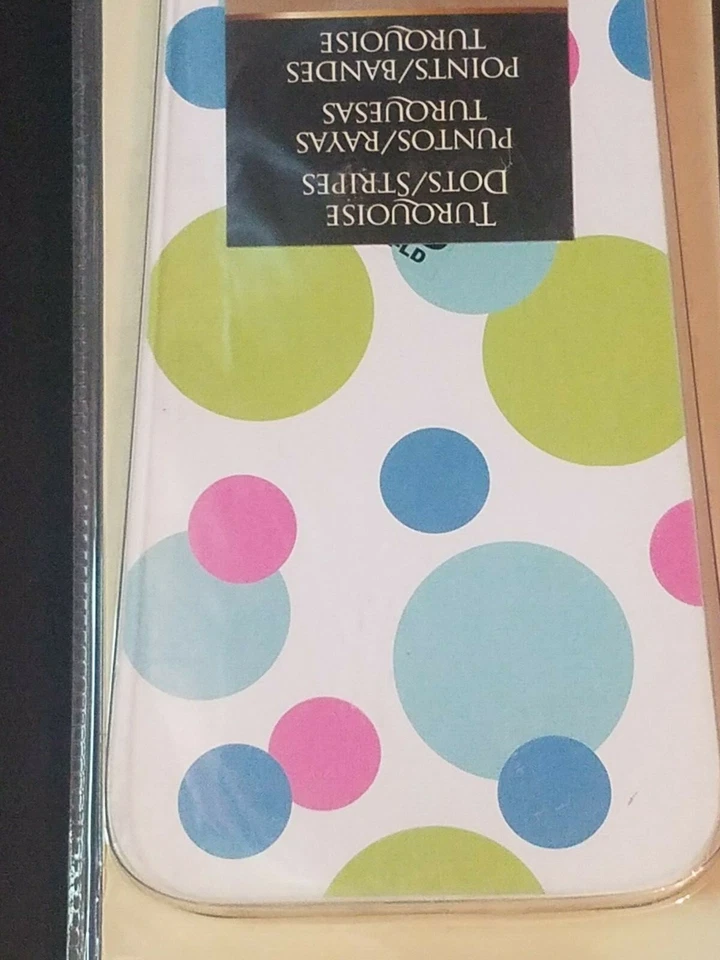 TURQUOISE
DOTS/STRIPES
PUNTOS/RAYAS
TURQUESAS
POINTS/BANDES
TURQUOISE